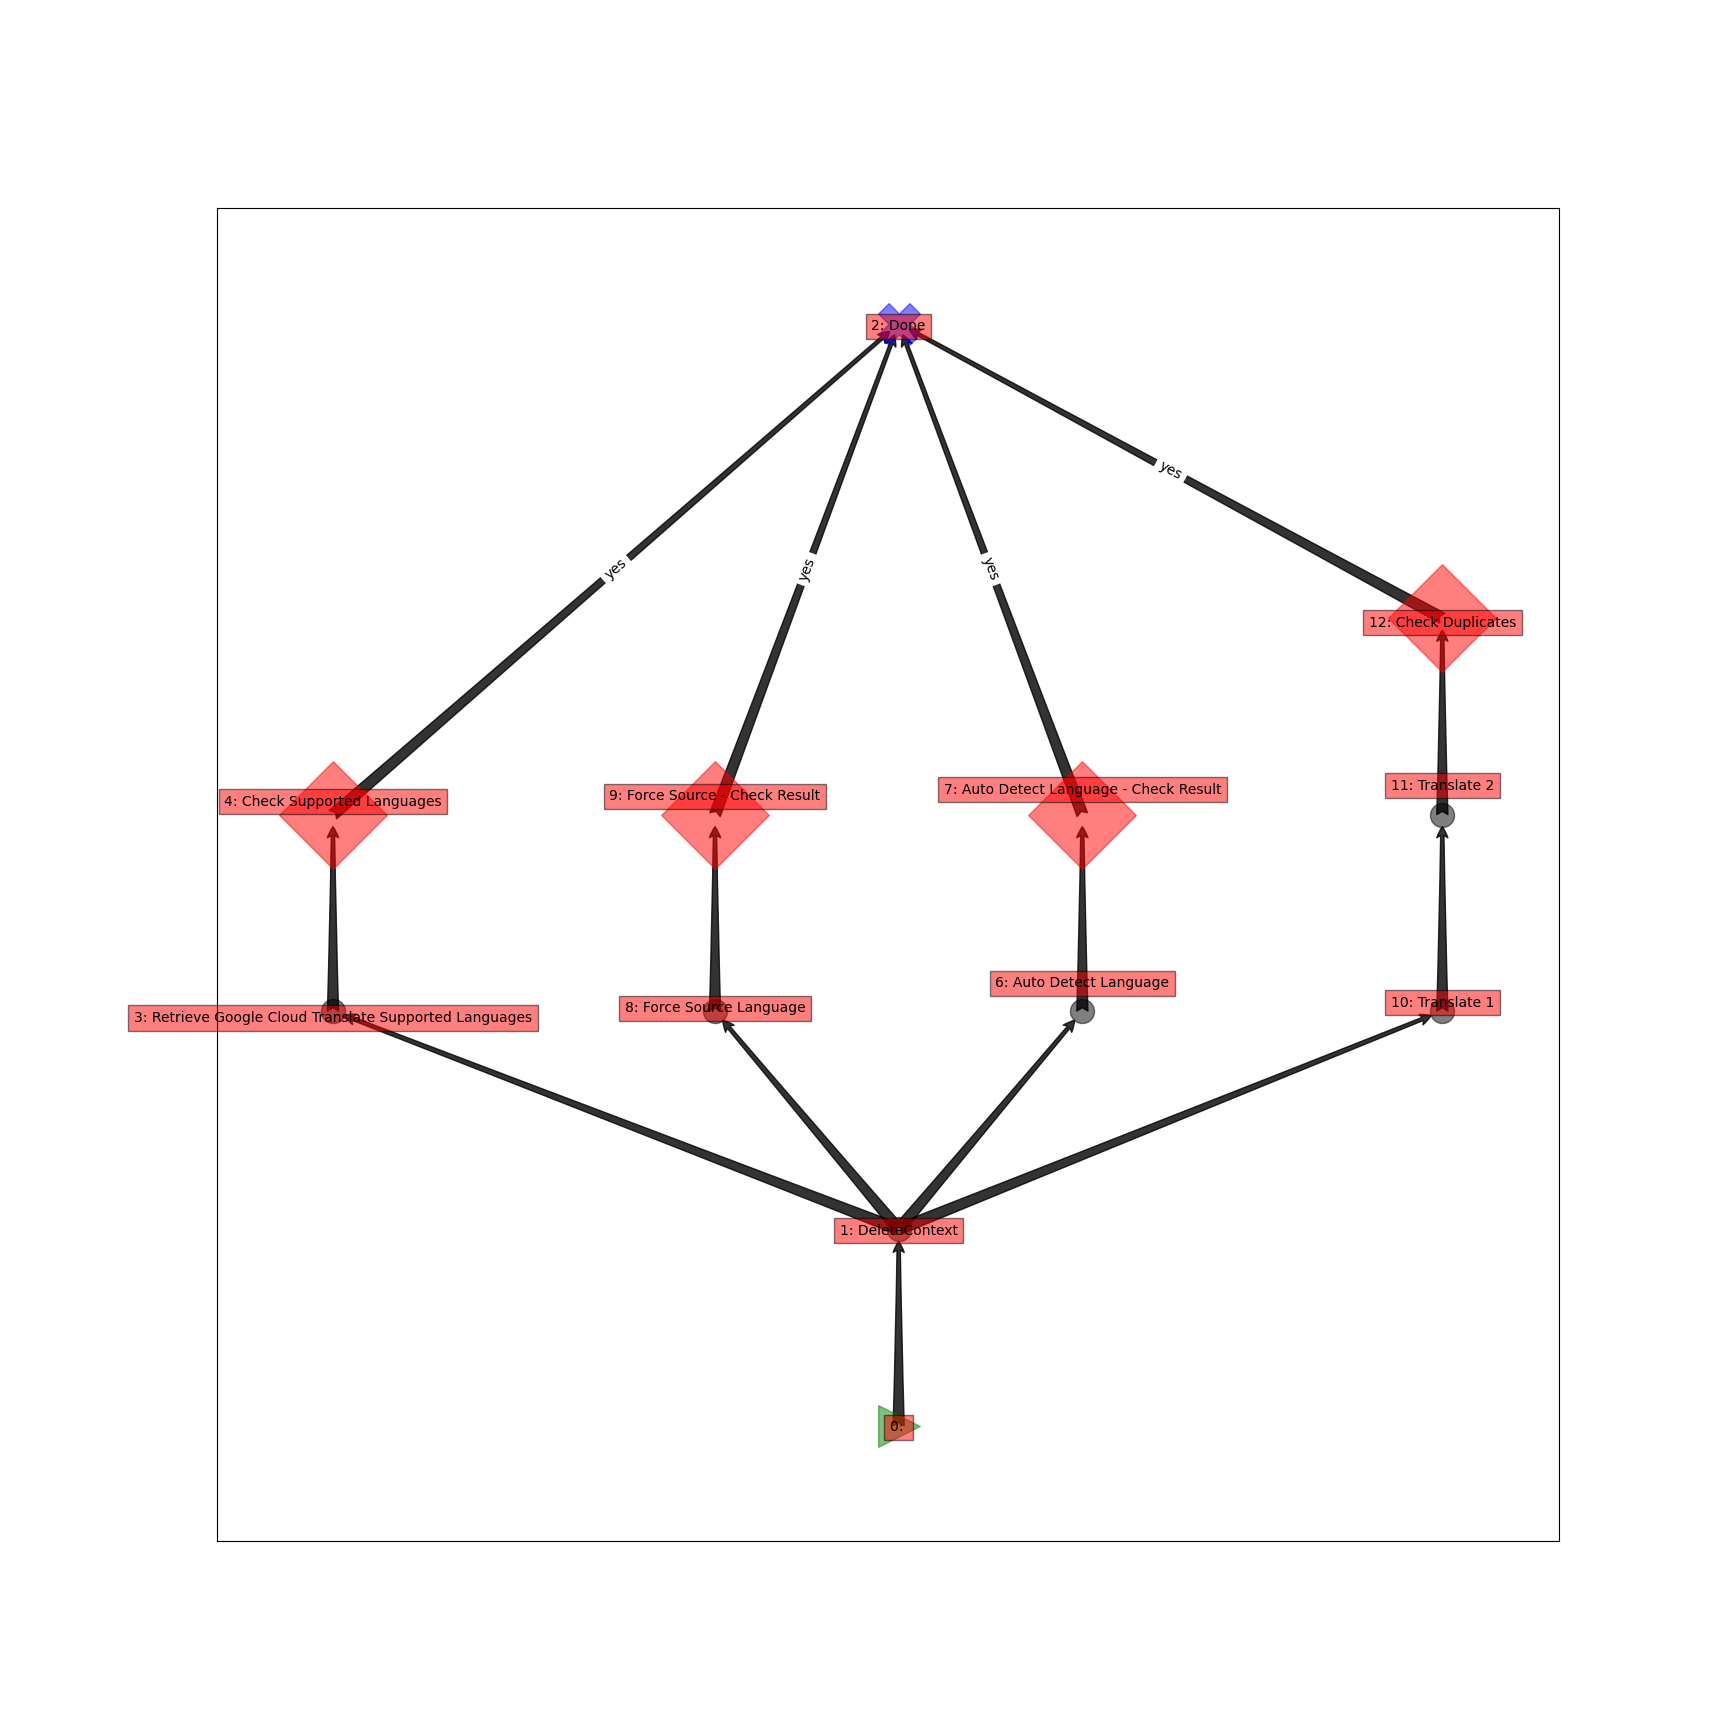 2: Done
yes
yes
yes
yes
12: Check Duplicates
4: Check Supported Languages
9: Force Source - Check Result
7: Auto Detect Language - Check Result
11: Translate 2
3: Retrieve Google Cloud Translate Supported Languages
8: Force Source Language
6: Auto Detect Language
10: Translate 1
1: DeleteContext
0: